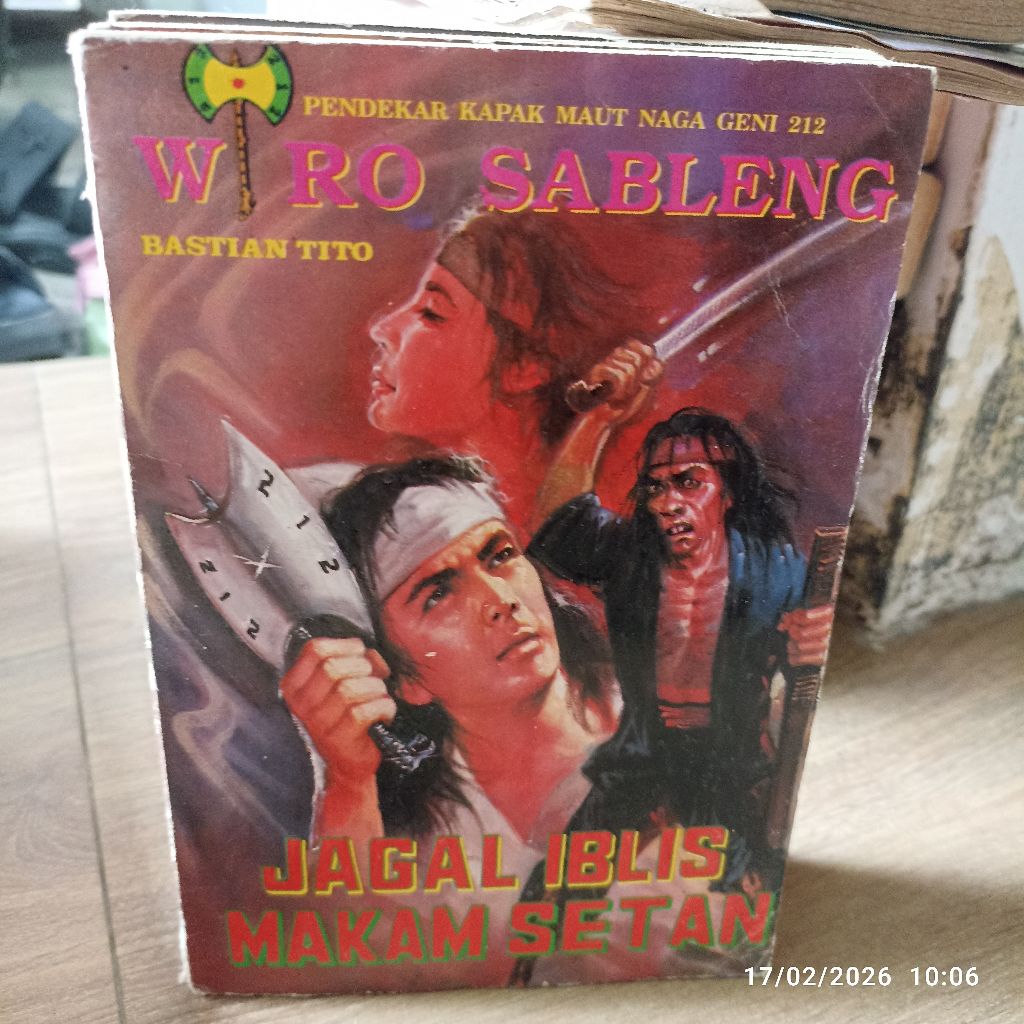 PENDEKAR KAPAK MAUT NAGA GENI 212
W RO SABLENG
BASTIAN TITO
212
212
JAGAL IBLIS
MAKAM SETAN
17/02/2026 10:06